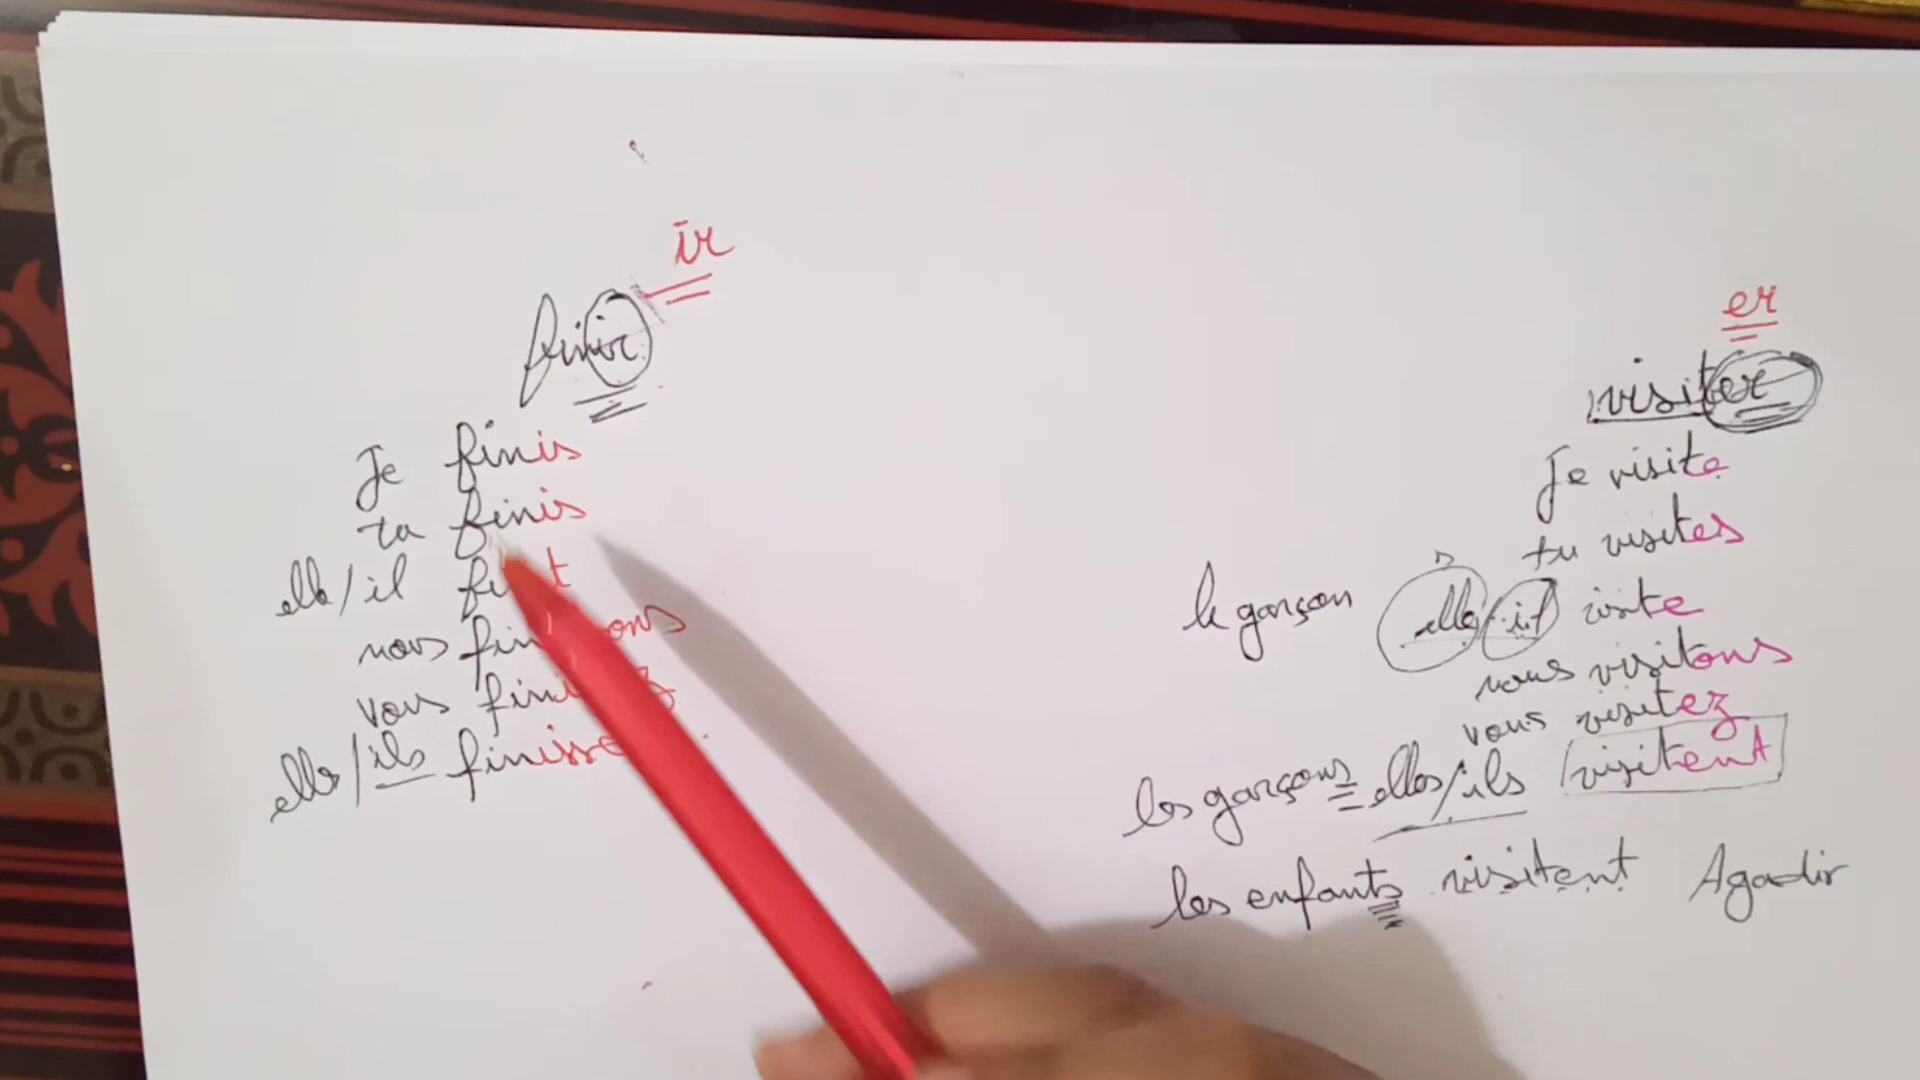 ir
finir
Je finis
tu finis
elle/il
nous
vous
elles/ils
er
visiter
Je visite
tu visites
le garçon elle/il visite
nous visitons
vous visitez
les garçons = elles/ils visitent
les enfants visitent Agadir